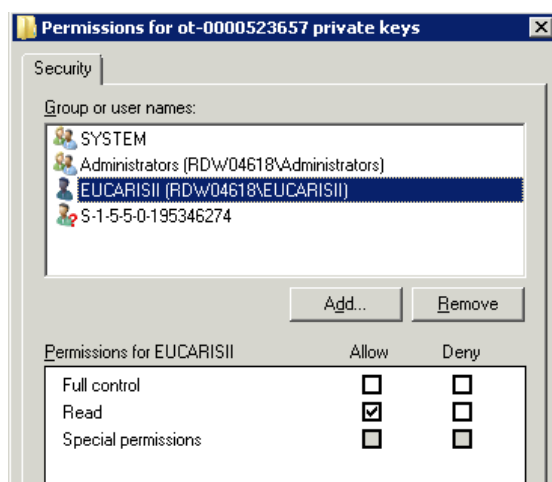 Permissions for ot-0000523657 private keys
Security
Group or user names:
SYSTEM
Administrators (RDW04618\Administrators)
EUCARISII (RDW04618\EUCARISII)
S-1-5-5-0-195346274
Add... Remove
Permissions for EUCARISII Allow Deny
Full control
Read
Special permissions